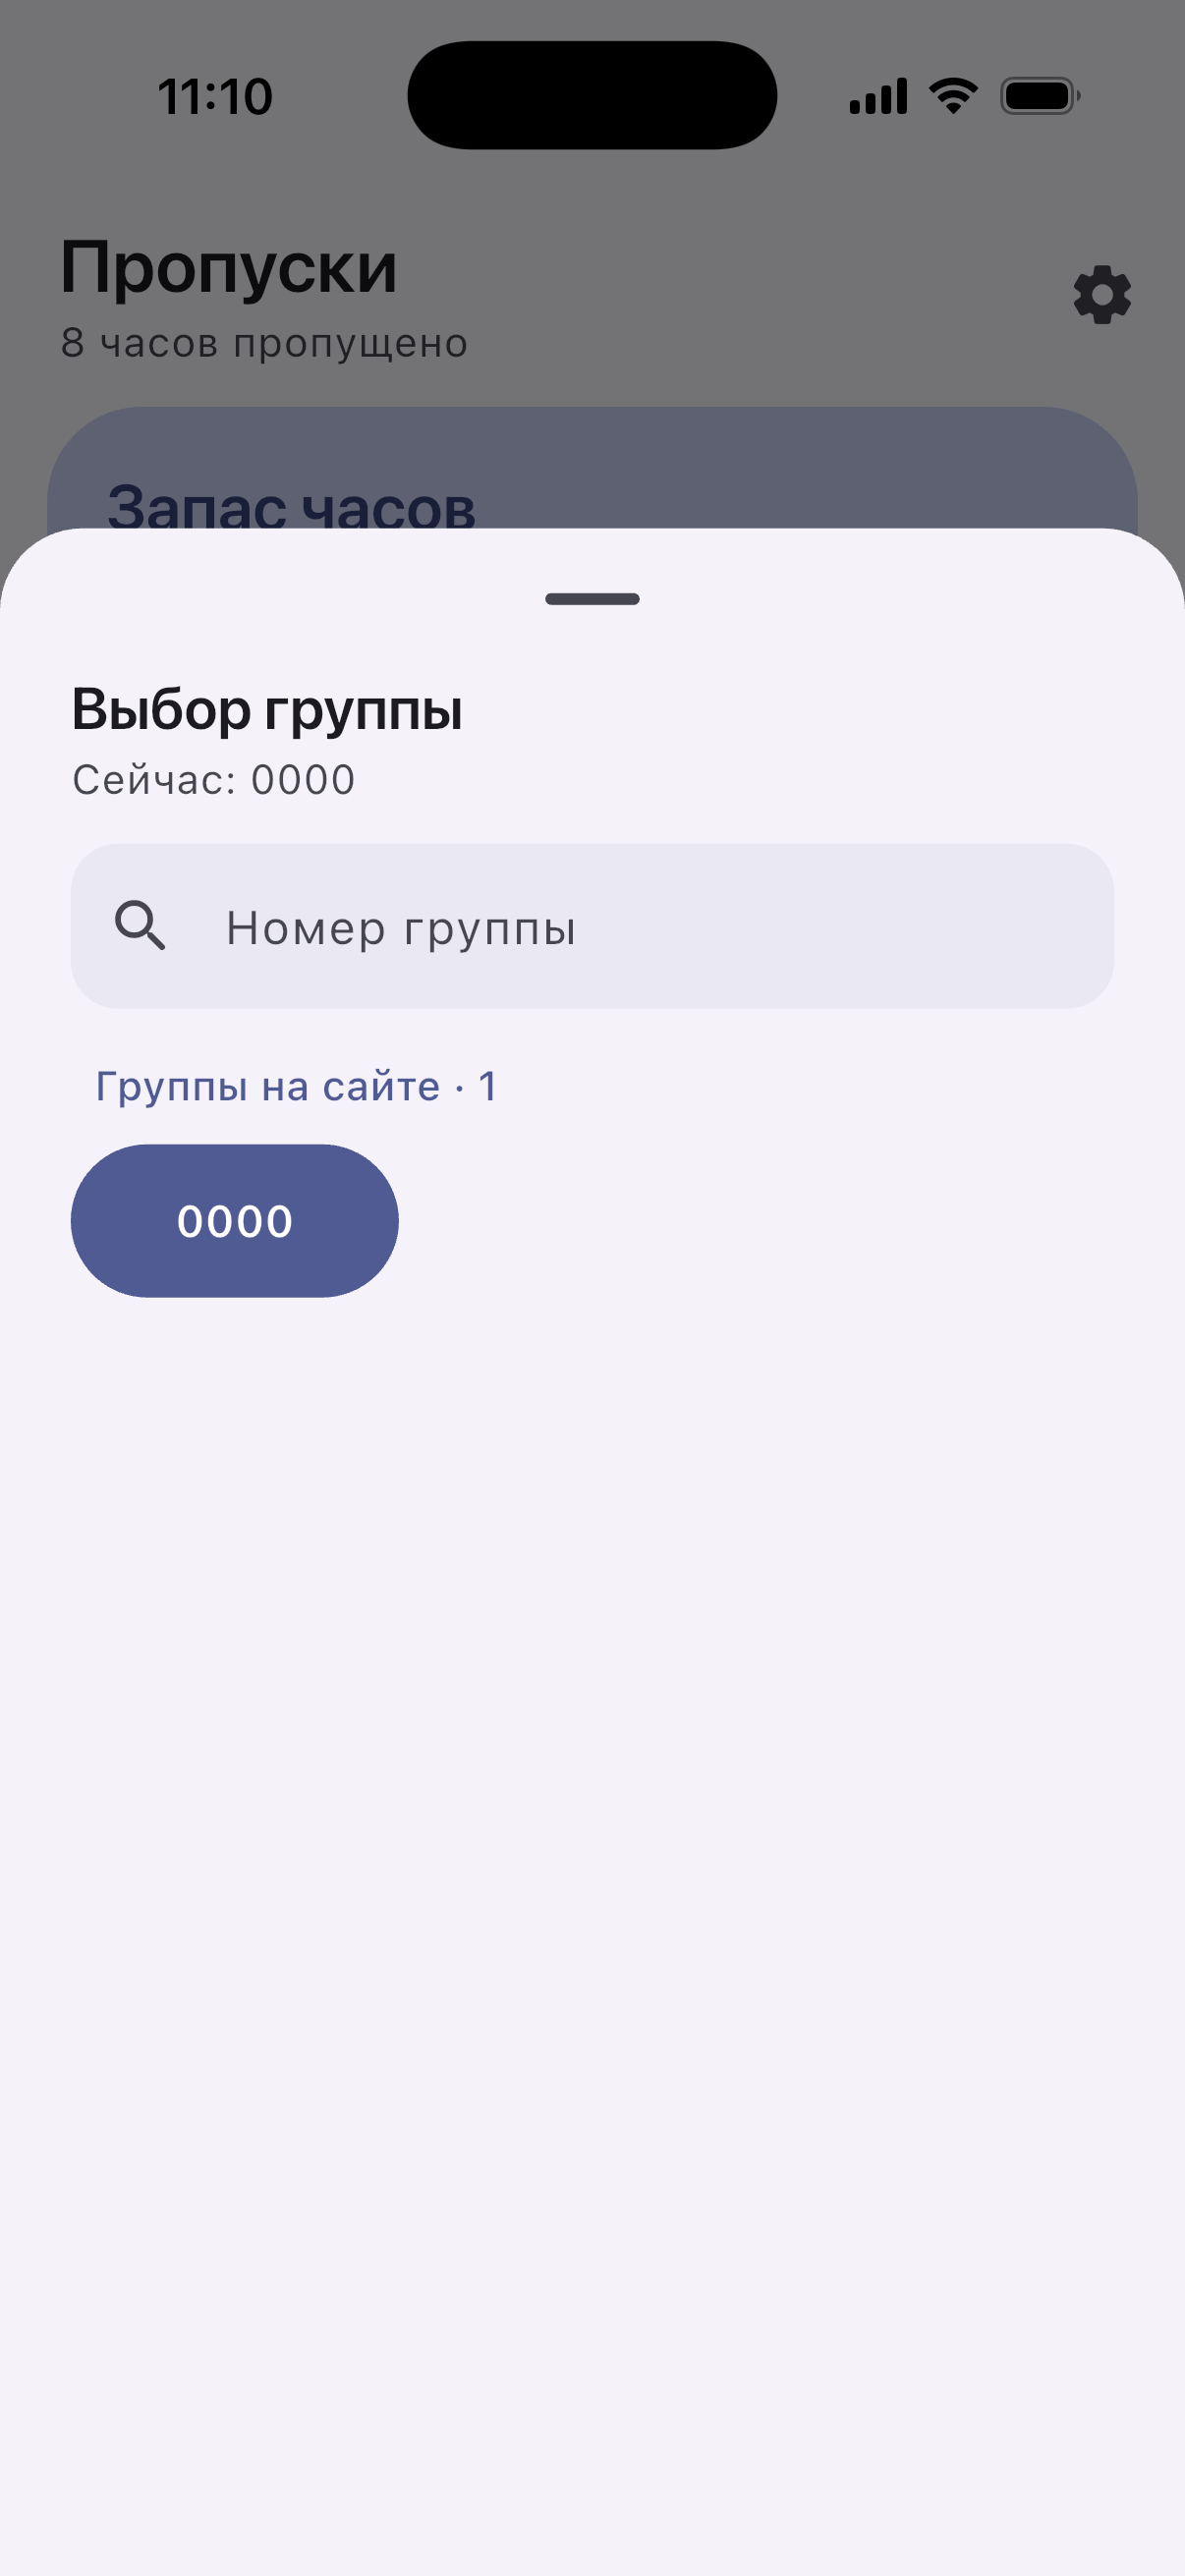 11:10
Пропуски
8 часов пропущено
Запас часов
Выбор группы
Сейчас: 0000
Номер группы
Группы на сайте · 1
0000